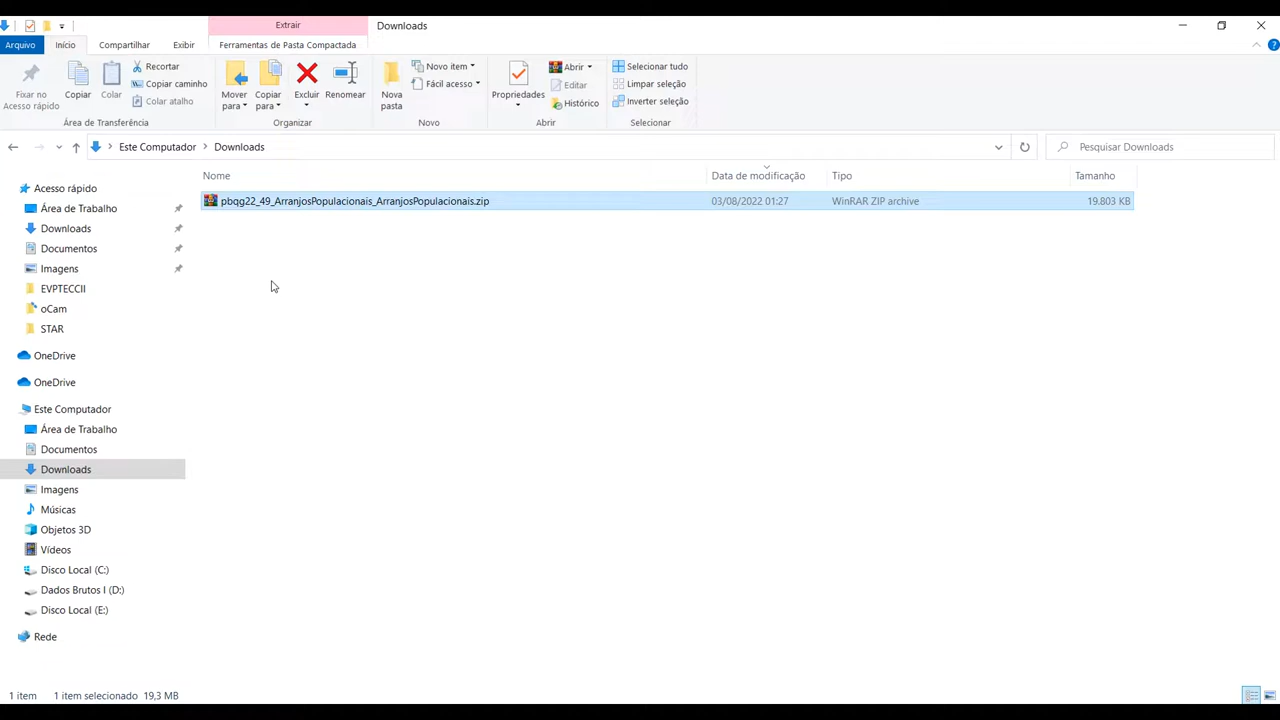 Extrair
Downloads
Arquivo
Início
Compartilhar
Exibir
Ferramentas de Pasta Compactada
Fixar no
Acesso rápido
Copiar
Colar
Recortar
Copiar caminho
Colar atalho
Área de Transferência
Mover
para
Copiar
para
Excluir
Renomear
Organizar
Nova
pasta
Novo item
Fácil acesso
Novo
Propriedades
Abrir
Editar
Histórico
Abrir
Selecionar tudo
Limpar seleção
Inverter seleção
Selecionar
Este Computador
Downloads
Pesquisar Downloads
Nome
Data de modificação
Tipo
Tamanho
pbqg22_49_ArranjosPopulacionais_ArranjosPopulacionais.zip
03/08/2022 01:27
WinRAR ZIP archive
19.803 KB
Acesso rápido
Área de Trabalho
Downloads
Documentos
Imagens
EVPTECCII
oCam
STAR
OneDrive
OneDrive
Este Computador
Área de Trabalho
Documentos
Downloads
Imagens
Músicas
Objetos 3D
Vídeos
Disco Local (C:)
Dados Brutos I (D:)
Disco Local (E:)
Rede
1 item
1 item selecionado 19,3 MB